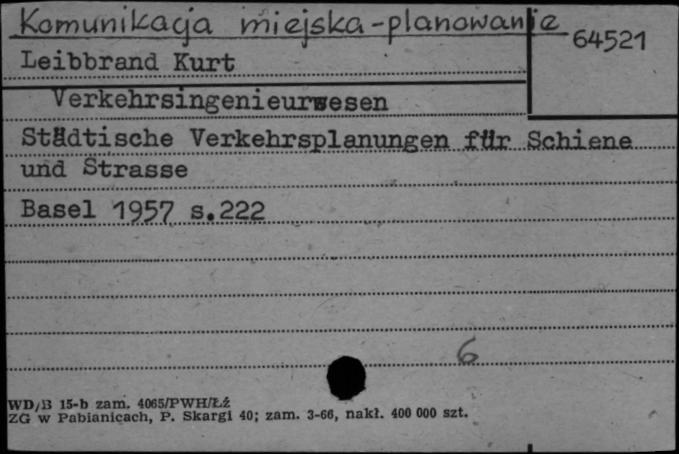 Komunikacja miejska-planowanie
64521
Leibbrand Kurt
Verkehrsingenieurwesen
Städtische Verkehrsplanungen für Schiene
und Strasse
Basel 1957 s.222
6
WD/B 15-b zam. 4065/PWH/Łź
ZG w Pabianicach, P. Skargi 40; zam. 3-66, nakł. 400 000 szt.